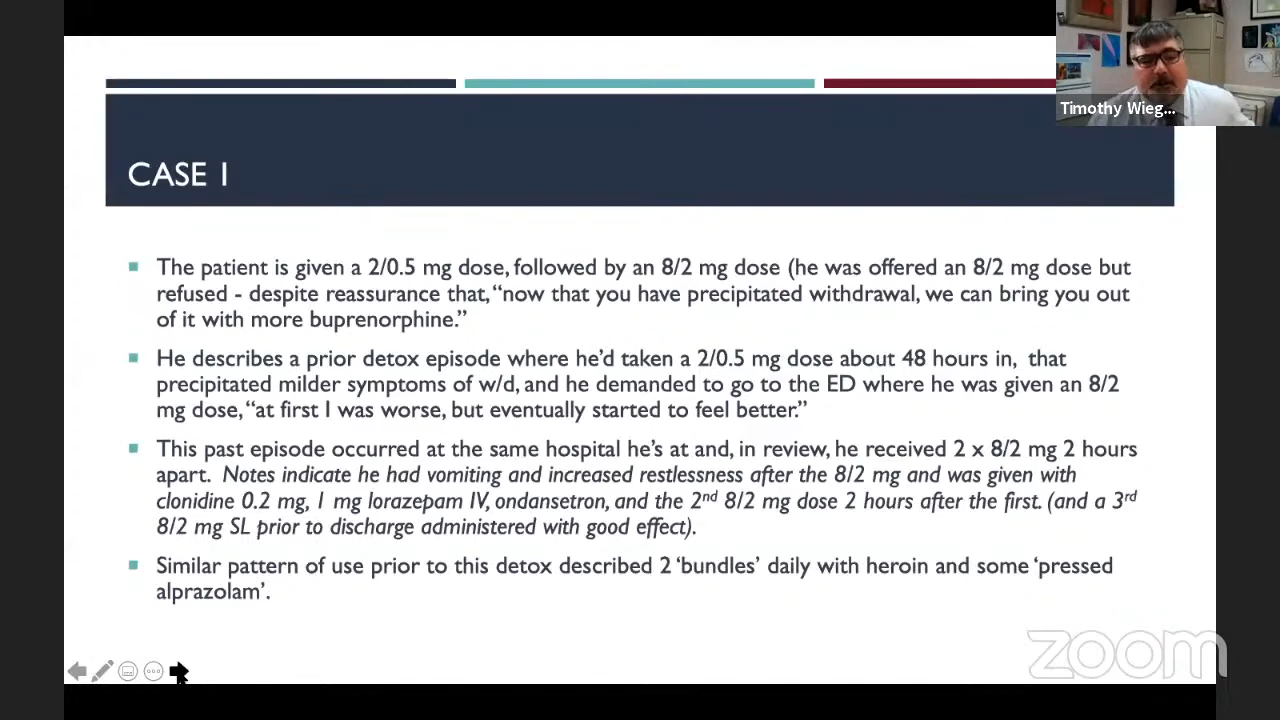 Timothy Wieg...
CASE 1
The patient is given a 2/0.5 mg dose, followed by an 8/2 mg dose (he was offered an 8/2 mg dose but
refused - despite reassurance that, “now that you have precipitated withdrawal, we can bring you out
of it with more buprenorphine.”
He describes a prior detox episode where he’d taken a 2/0.5 mg dose about 48 hours in, that
precipitated milder symptoms of w/d, and he demanded to go to the ED where he was given an 8/2
mg dose, “at first I was worse, but eventually started to feel better.”
This past episode occurred at the same hospital he’s at and, in review, he received 2 x 8/2 mg 2 hours
apart. Notes indicate he had vomiting and increased restlessness after the 8/2 mg and was given with
clonidine 0.2 mg, 1 mg lorazepam IV, ondansetron, and the 2nd 8/2 mg dose 2 hours after the first. (and a 3rd
8/2 mg SL prior to discharge administered with good effect).
Similar pattern of use prior to this detox described 2 ‘bundles’ daily with heroin and some ‘pressed
alprazolam’.
zoom